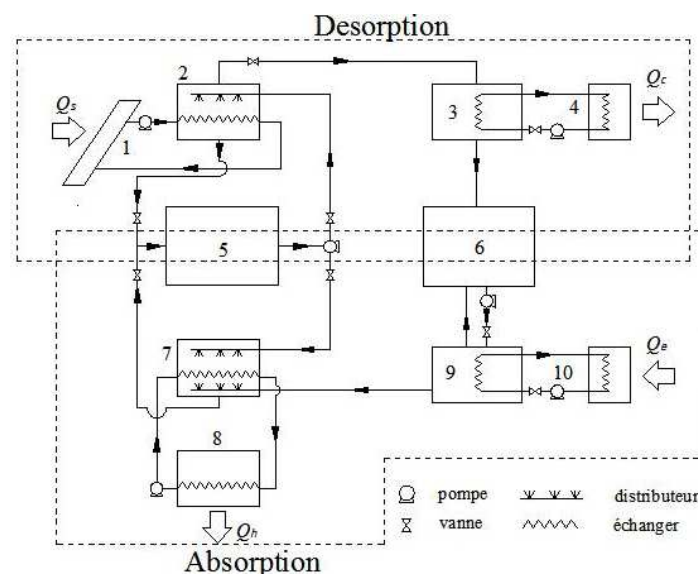 Desorption
2
Qs
1
3
4
Qc
5
6
7
9
10
Qe
8
Qh
pompe
distributeur
vanne
échanger
Absorption